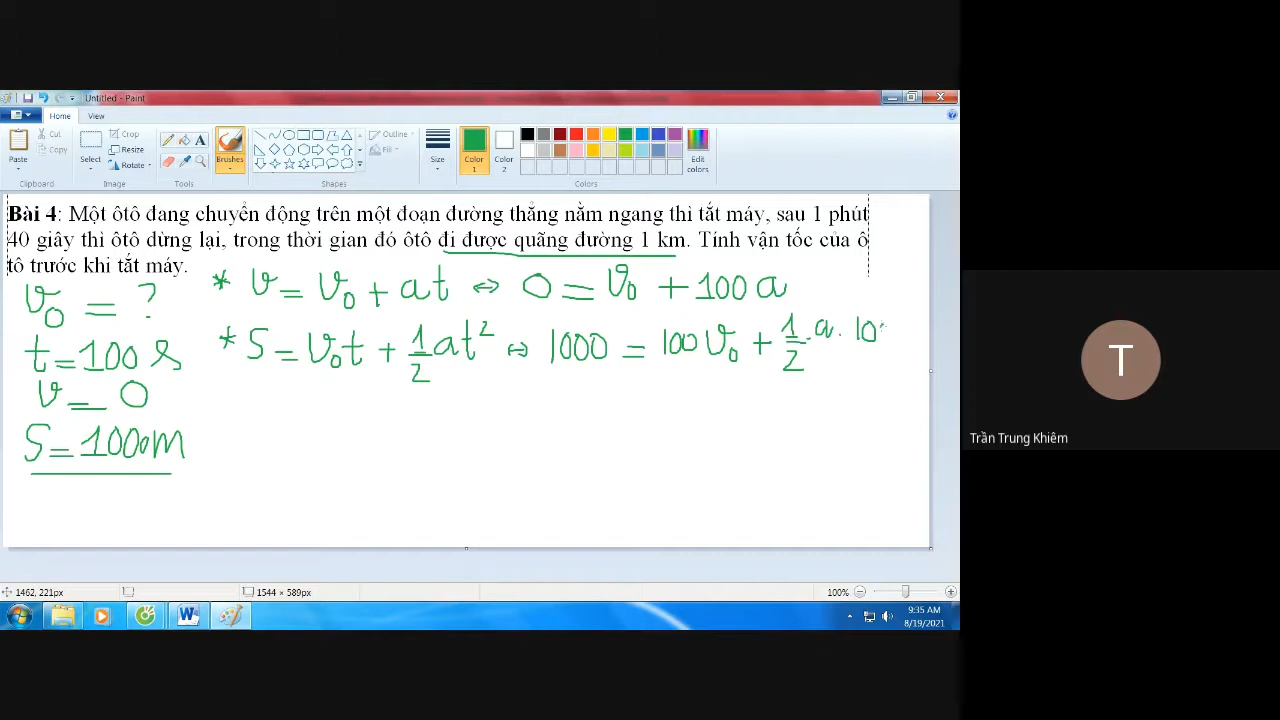 Untitled - Paint
Home View
Paste
Cut
Copy
Clipboard
Select
Crop
Resize
Rotate
Image
Tools
Brushes
Outline
Fill
Shapes
Size
Color 1
Color 2
Edit colors
Colors
Bài 4: Một ôtô đang chuyển động trên một đoạn đường thẳng nằm ngang thì tắt máy, sau 1 phút
40 giây thì ôtô dừng lại, trong thời gian đó ôtô đi được quãng đường 1 km. Tính vận tốc của ô
tô trước khi tắt máy.
* v = v₀ + at ⇔ 0 = v₀ + 100 a
* S = v₀t + 1/2 at² ⇔ 1000 = 100 v₀ + 1/2 . a . 10
v₀ = ?
t = 100 s
v = 0
S = 1000m
1462, 221px
1544 × 589px
100%
9:35 AM
8/19/2021
T
Trần Trung Khiêm